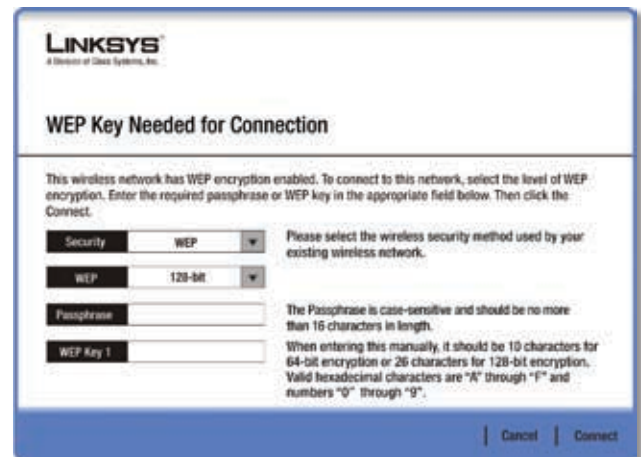 LINKSYS
A Division of Cisco Systems, Inc.
WEP Key Needed for Connection
This wireless network has WEP encryption enabled. To connect to this network, select the level of WEP
encryption. Enter the required passphrase or WEP key in the appropriate field below. Then click the
Connect.
Security WEP
Please select the wireless security method used by your
existing wireless network.
WEP 128-bit
Passphrase
The Passphrase is case-sensitive and should be no more
than 16 characters in length.
WEP Key 1
When entering this manually, it should be 10 characters for
64-bit encryption or 26 characters for 128-bit encryption.
Valid hexadecimal characters are "A" through "F" and
numbers "0" through "9".
Cancel Connect